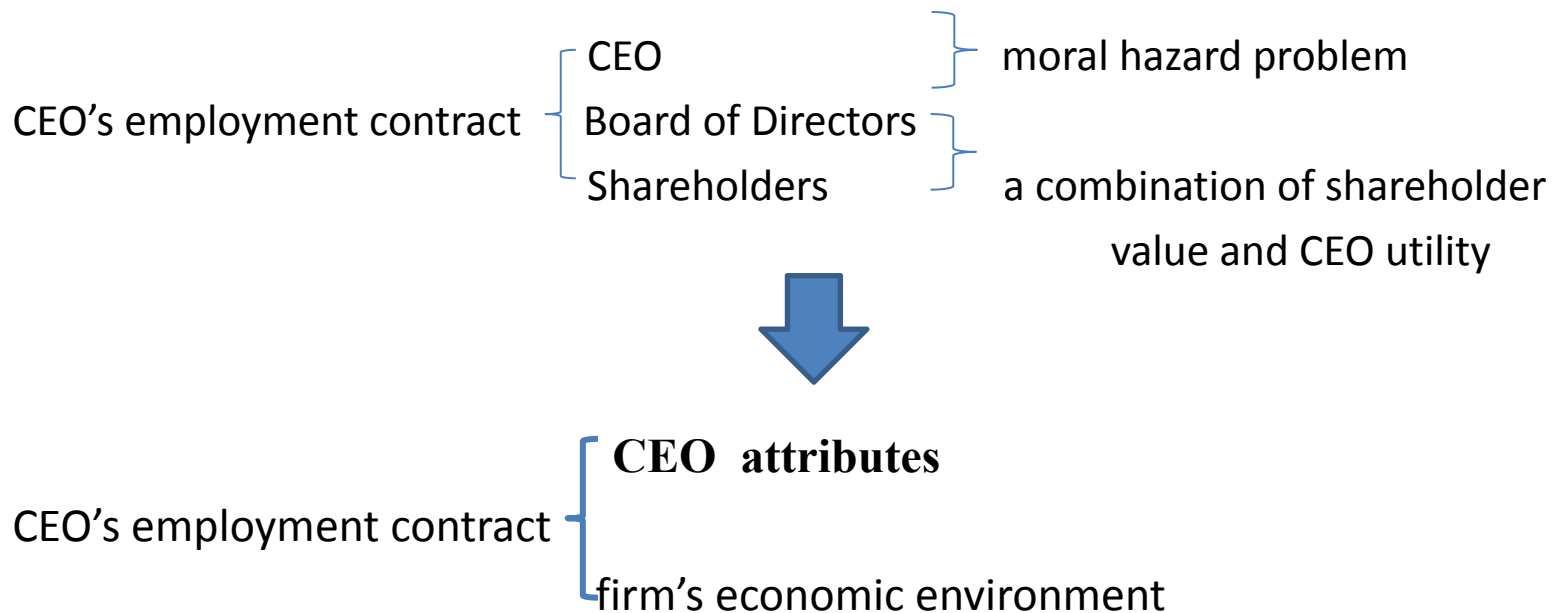 CEO moral hazard problem
CEO’s employment contract Board of Directors
Shareholders a combination of shareholder
value and CEO utility
CEO attributes
CEO’s employment contract
firm’s economic environment